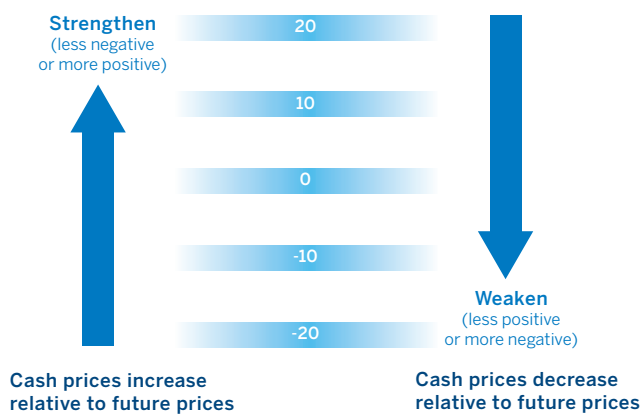 Strengthen
(less negative
or more positive)
20
10
0
-10
-20
Weaken
(less positive
or more negative)
Cash prices increase
relative to future prices
Cash prices decrease
relative to future prices